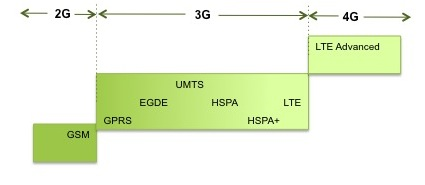 2G
3G
4G
LTE Advanced
UMTS
EGDE HSPA LTE
GPRS HSPA+
GSM